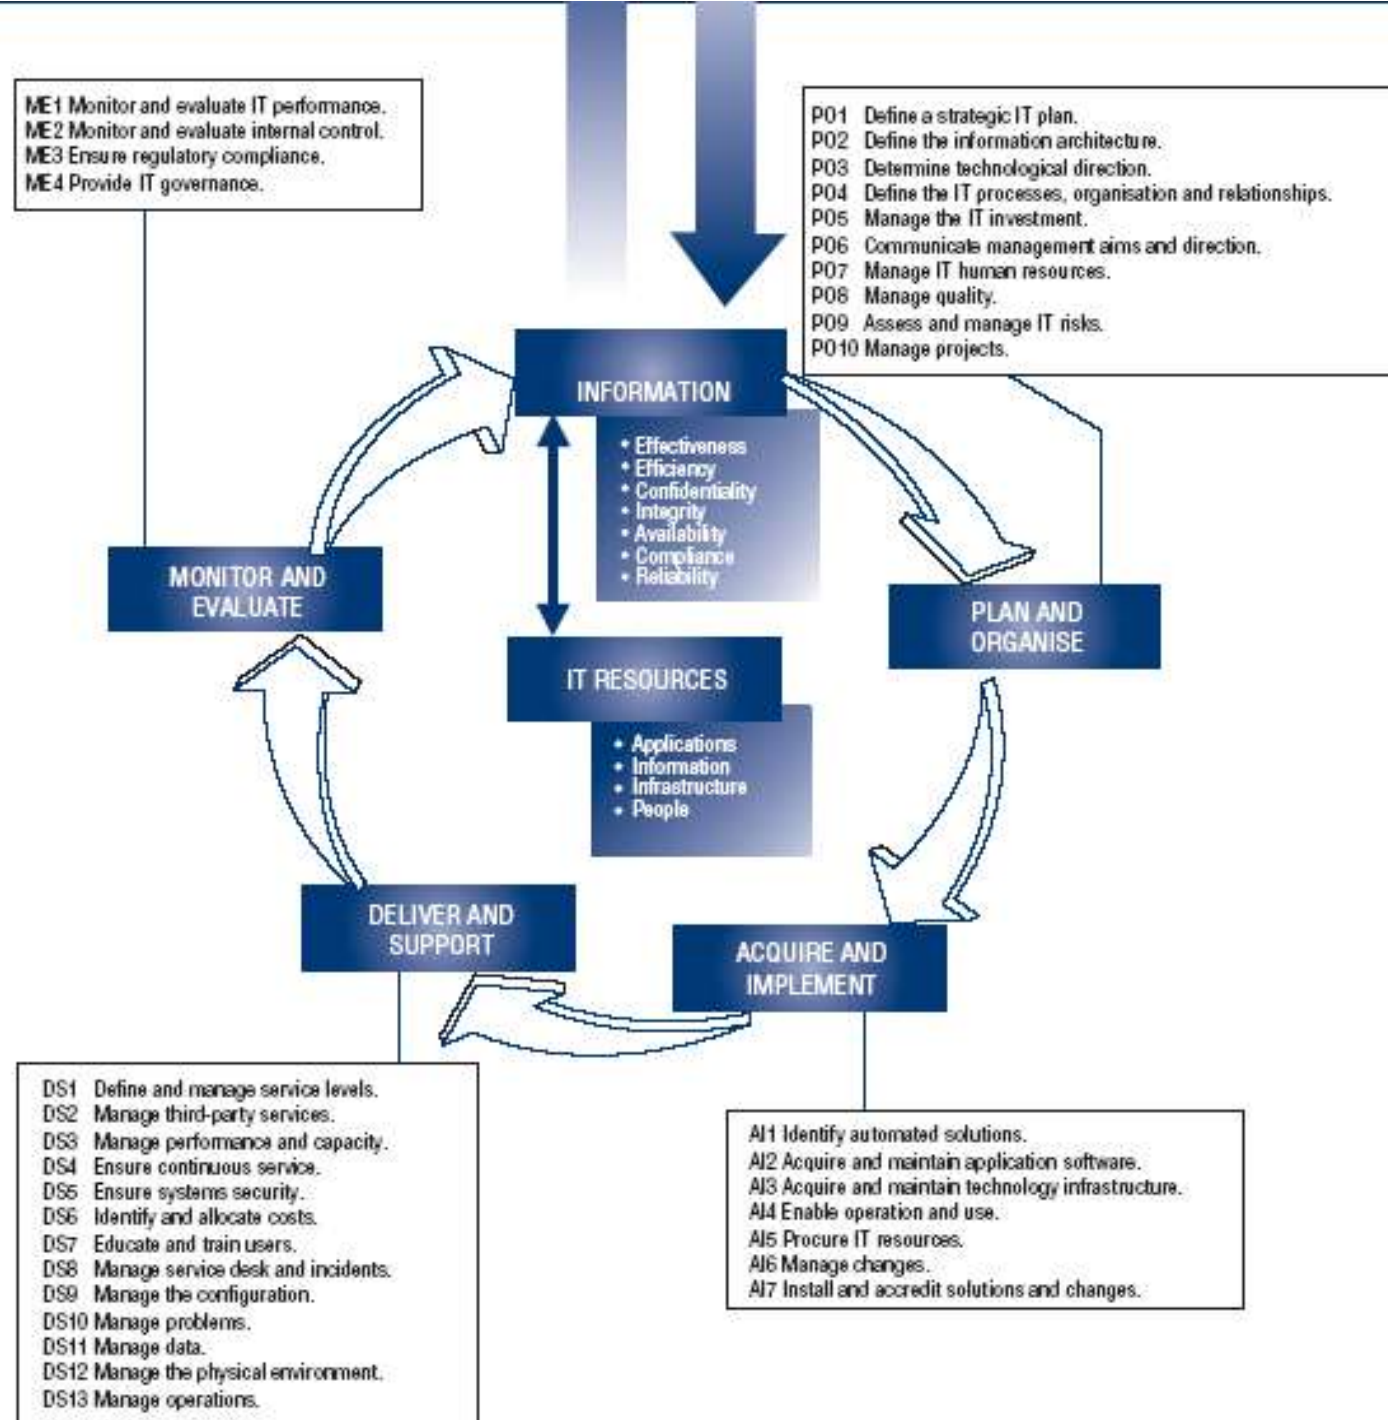 ME1 Monitor and evaluate IT performance.
ME2 Monitor and evaluate internal control.
ME3 Ensure regulatory compliance.
ME4 Provide IT governance.
PO1 Define a strategic IT plan.
PO2 Define the information architecture.
PO3 Determine technological direction.
PO4 Define the IT processes, organisation and relationships.
PO5 Manage the IT investment.
PO6 Communicate management aims and direction.
PO7 Manage IT human resources.
PO8 Manage quality.
PO9 Assess and manage IT risks.
PO10 Manage projects.
INFORMATION
• Effectiveness
• Efficiency
• Confidentiality
• Integrity
• Availability
• Compliance
• Reliability
MONITOR AND
EVALUATE
PLAN AND
ORGANISE
IT RESOURCES
• Applications
• Information
• Infrastructure
• People
DELIVER AND
SUPPORT
ACQUIRE AND
IMPLEMENT
DS1 Define and manage service levels.
DS2 Manage third-party services.
DS3 Manage performance and capacity.
DS4 Ensure continuous service.
DS5 Ensure systems security.
DS6 Identify and allocate costs.
DS7 Educate and train users.
DS8 Manage service desk and incidents.
DS9 Manage the configuration.
DS10 Manage problems.
DS11 Manage data.
DS12 Manage the physical environment.
DS13 Manage operations.
AI1 Identify automated solutions.
AI2 Acquire and maintain application software.
AI3 Acquire and maintain technology infrastructure.
AI4 Enable operation and use.
AI5 Procure IT resources.
AI6 Manage changes.
AI7 Install and accredit solutions and changes.